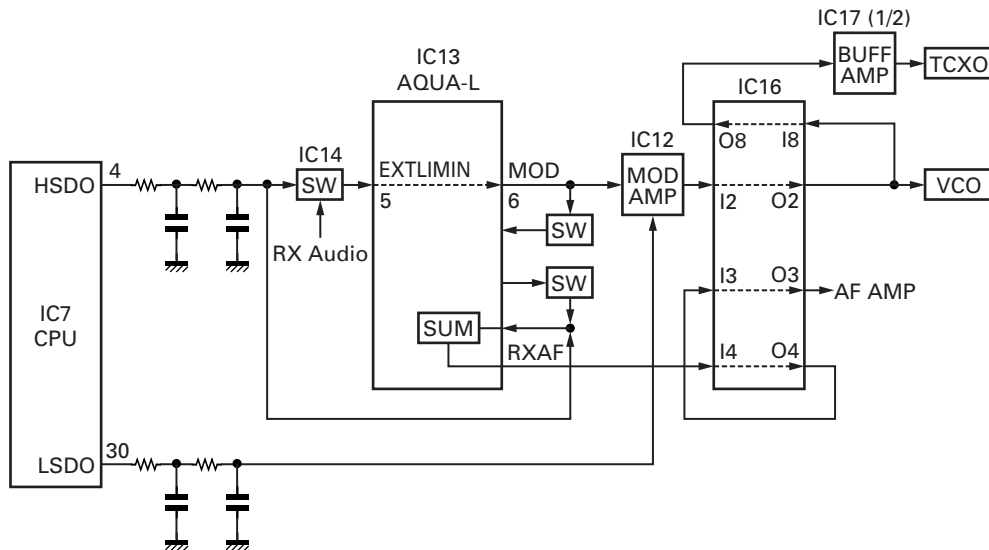 IC17 (1/2)
BUFF
AMP
TCXO
IC13
AQUA-L
IC16
O8
I8
IC12
MOD
AMP
IC14
SW
HSDO
4
EXTLIMIN
5
MOD
6
I2
O2
VCO
RX Audio
SW
SW
I3
O3
AF AMP
IC7
CPU
SUM
RXAF
I4
O4
LSDO
30